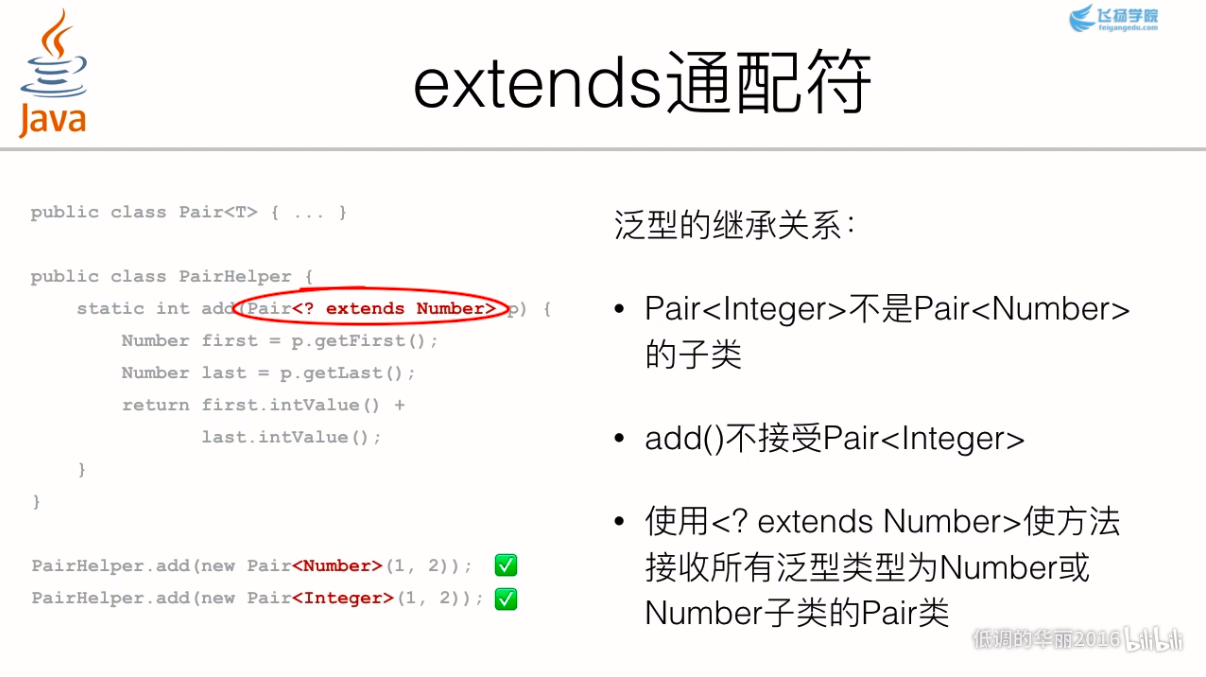 飞扬学院
feiyangedu.com
Java
extends通配符
public class Pair<T> { ... }
public class PairHelper {
static int add(Pair<? extends Number> p) {
Number first = p.getFirst();
Number last = p.getLast();
return first.intValue() +
last.intValue();
}
}
PairHelper.add(new Pair<Number>(1, 2));
PairHelper.add(new Pair<Integer>(1, 2));
泛型的继承关系：
• Pair<Integer>不是Pair<Number>
的子类
• add()不接受Pair<Integer>
• 使用<? extends Number>使方法
接收所有泛型类型为Number或
Number子类的Pair类
低调的华丽2016 bilibili